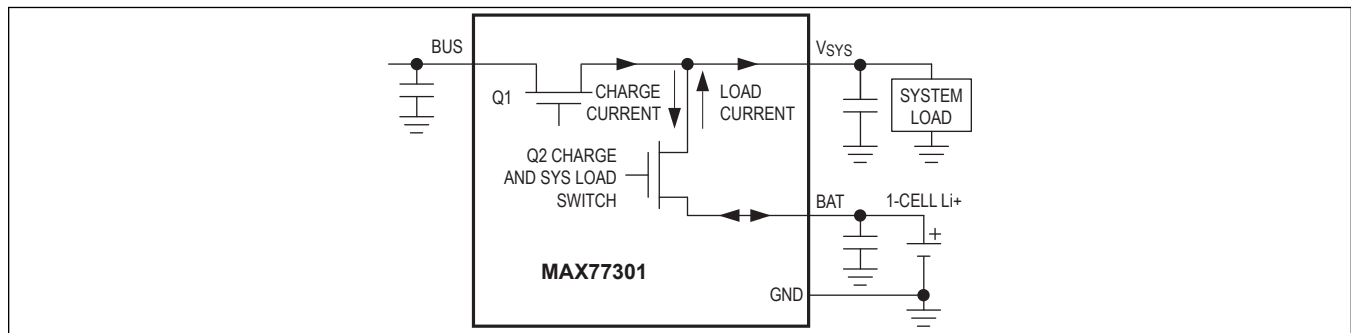 BUS
VSYS
Q1
CHARGE
CURRENT
LOAD
CURRENT
SYSTEM
LOAD
Q2 CHARGE
AND SYS LOAD
SWITCH
BAT
1-CELL Li+
+
MAX77301
GND